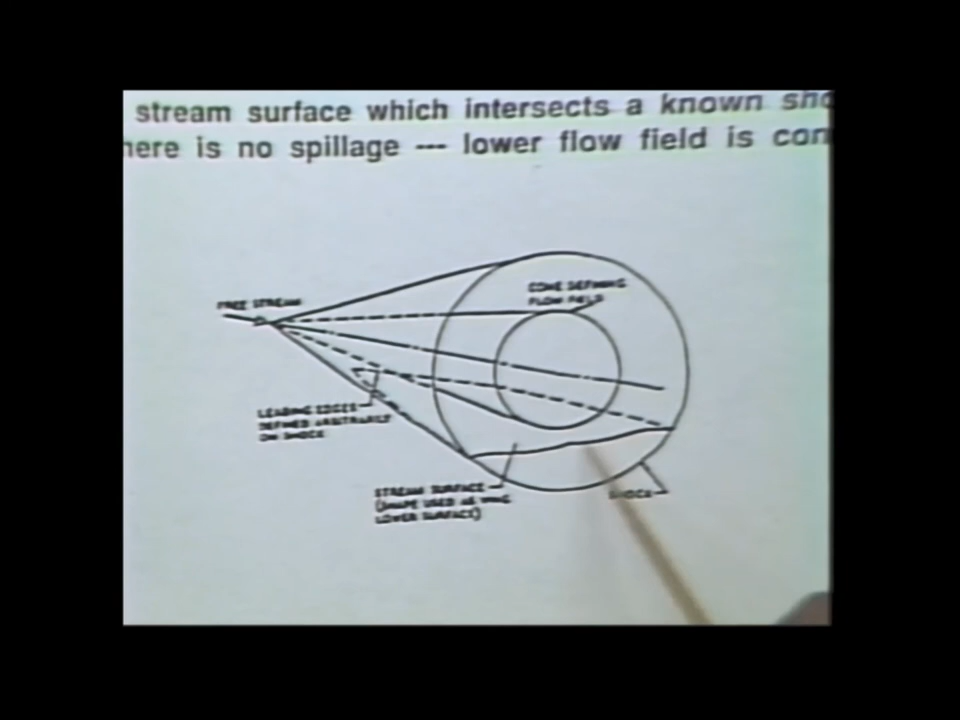 stream surface which intersects a known sho
here is no spillage --- lower flow field is con
FREE STREAM
CONE DEFINING
FLOW FIELD
LEADING EDGES
DEFINED ARBITRARILY
ON SHOCK
STREAM SURFACE
(SHAPE USED AS WING
LOWER SURFACE)
SHOCK